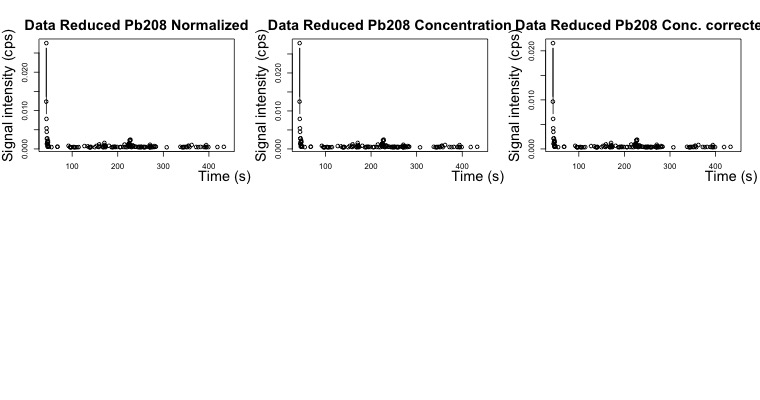 Data Reduced Pb208 Normalized
Signal intensity (cps)
0.000 0.010 0.020
100 200 300 400
Time (s)
Data Reduced Pb208 Concentration
Signal intensity (cps)
0.000 0.010 0.020
100 200 300 400
Time (s)
Data Reduced Pb208 Conc. correcte
Signal intensity (cps)
0.000 0.010 0.020
100 200 300 400
Time (s)